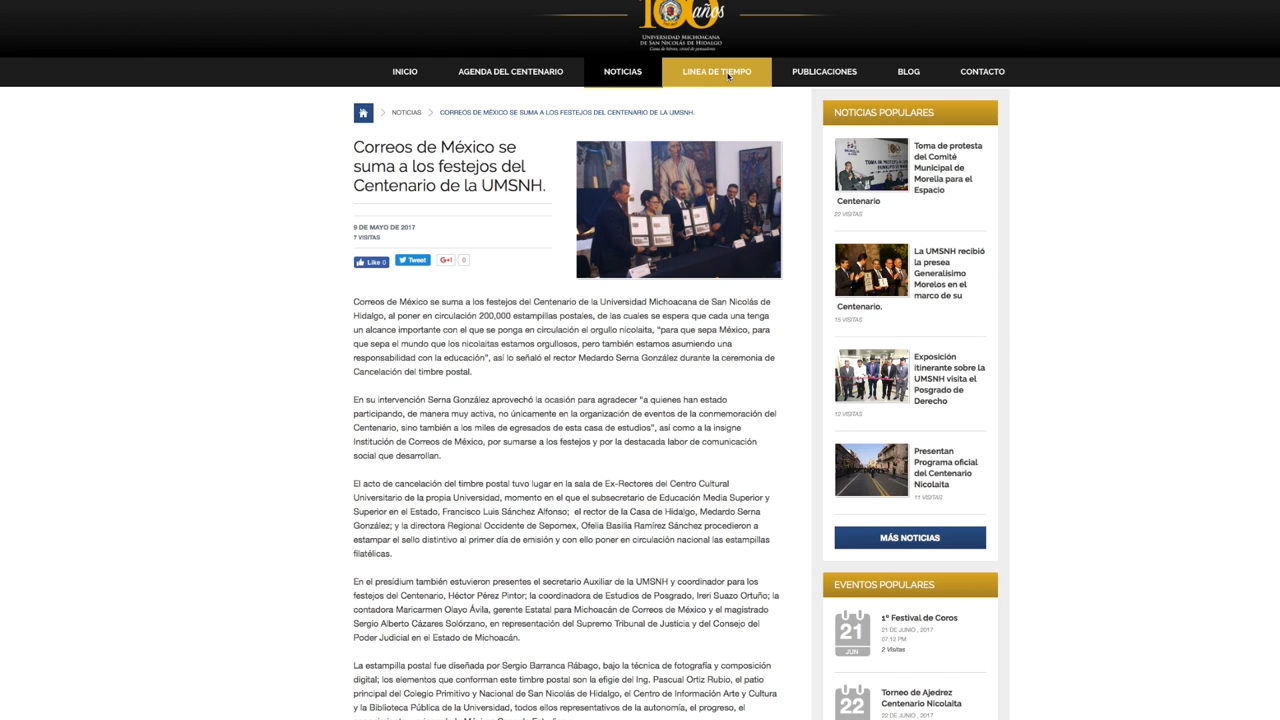 100 años
UNIVERSIDAD MICHOACANA
DE SAN NICOLÁS DE HIDALGO
Cuna de héroes, crisol de pensadores
INICIO AGENDA DEL CENTENARIO NOTICIAS LINEA DE TIEMPO PUBLICACIONES BLOG CONTACTO
NOTICIAS CORREOS DE MÉXICO SE SUMA A LOS FESTEJOS DEL CENTENARIO DE LA UMSNH.
Correos de México se
suma a los festejos del
Centenario de la UMSNH.
9 DE MAYO DE 2017
7 VISITAS
Like 0 Tweet G+1 0
Correos de México se suma a los festejos del Centenario de la Universidad Michoacana de San Nicolás de
Hidalgo, al poner en circulación 200,000 estampillas postales, de las cuales se espera que cada una tenga
un alcance importante con el que se ponga en circulación el orgullo nicolaita, "para que sepa México, para
que sepa el mundo que los nicolaitas estamos orgullosos, pero también estamos asumiendo una
responsabilidad con la educación", así lo señaló el rector Medardo Serna González durante la ceremonia de
Cancelación del timbre postal.
En su intervención Serna González aprovechó la ocasión para agradecer "a quienes han estado
participando, de manera muy activa, no únicamente en la organización de eventos de la conmemoración del
Centenario, sino también a los miles de egresados de esta casa de estudios", así como a la insigne
Institución de Correos de México, por sumarse a los festejos y por la destacada labor de comunicación
social que desarrollan.
El acto de cancelación del timbre postal tuvo lugar en la sala de Ex-Rectores del Centro Cultural
Universitario de la propia Universidad, momento en el que el subsecretario de Educación Media Superior y
Superior en el Estado, Francisco Luis Sánchez Alfonso; el rector de la Casa de Hidalgo, Medardo Serna
González; y la directora Regional Occidente de Sepomex, Ofelia Basilia Ramírez Sánchez procedieron a
estampar el sello distintivo al primer día de emisión y con ello poner en circulación nacional las estampillas
filatélicas.
En el presídium también estuvieron presentes el secretario Auxiliar de la UMSNH y coordinador para los
festejos del Centenario, Héctor Pérez Pintor; la coordinadora de Estudios de Posgrado, Ireri Suazo Ortuño; la
contadora Maricarmen Olayo Ávila, gerente Estatal para Michoacán de Correos de México y el magistrado
Sergio Alberto Cázares Solórzano, en representación del Supremo Tribunal de Justicia y del Consejo del
Poder Judicial en el Estado de Michoacán.
La estampilla postal fue diseñada por Sergio Barranca Rábago, bajo la técnica de fotografía y composición
digital; los elementos que conforman este timbre postal son la efigie del Ing. Pascual Ortiz Rubio, el patio
principal del Colegio Primitivo y Nacional de San Nicolás de Hidalgo, el Centro de Información Arte y Cultura
y la Biblioteca Pública de la Universidad, todos ellos representativos de la autonomía, el progreso, el
NOTICIAS POPULARES
Toma de protesta
del Comité
Municipal de
Morelia para el
Espacio
Centenario
22 VISITAS
La UMSNH recibió
la presea
Generalísimo
Morelos en el
marco de su
Centenario.
15 VISITAS
Exposición
itinerante sobre la
UMSNH visita el
Posgrado de
Derecho
12 VISITAS
Presentan
Programa oficial
del Centenario
Nicolaita
11 VISITAS
MÁS NOTICIAS
EVENTOS POPULARES
21
JUN
1º Festival de Coros
21 DE JUNIO , 2017
07:12 PM
2 Visitas
22
Torneo de Ajedrez
Centenario Nicolaita
22 DE JUNIO , 2017